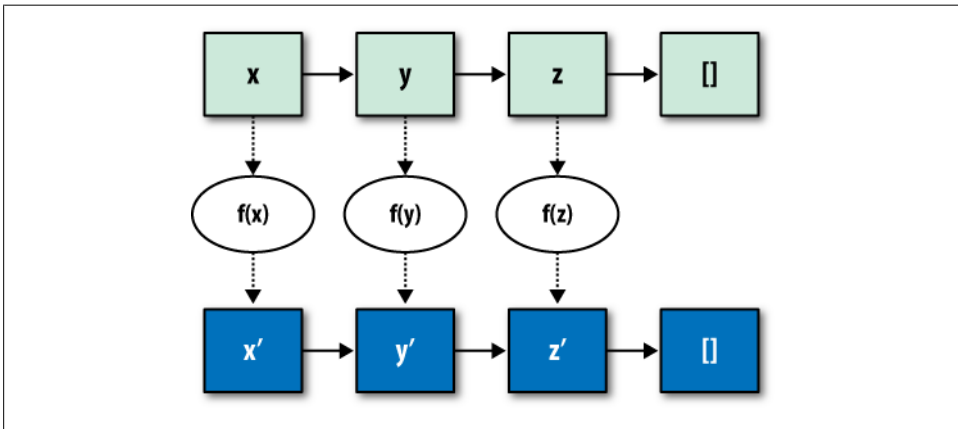 x y z []
f(x) f(y) f(z)
x′ y′ z′ []